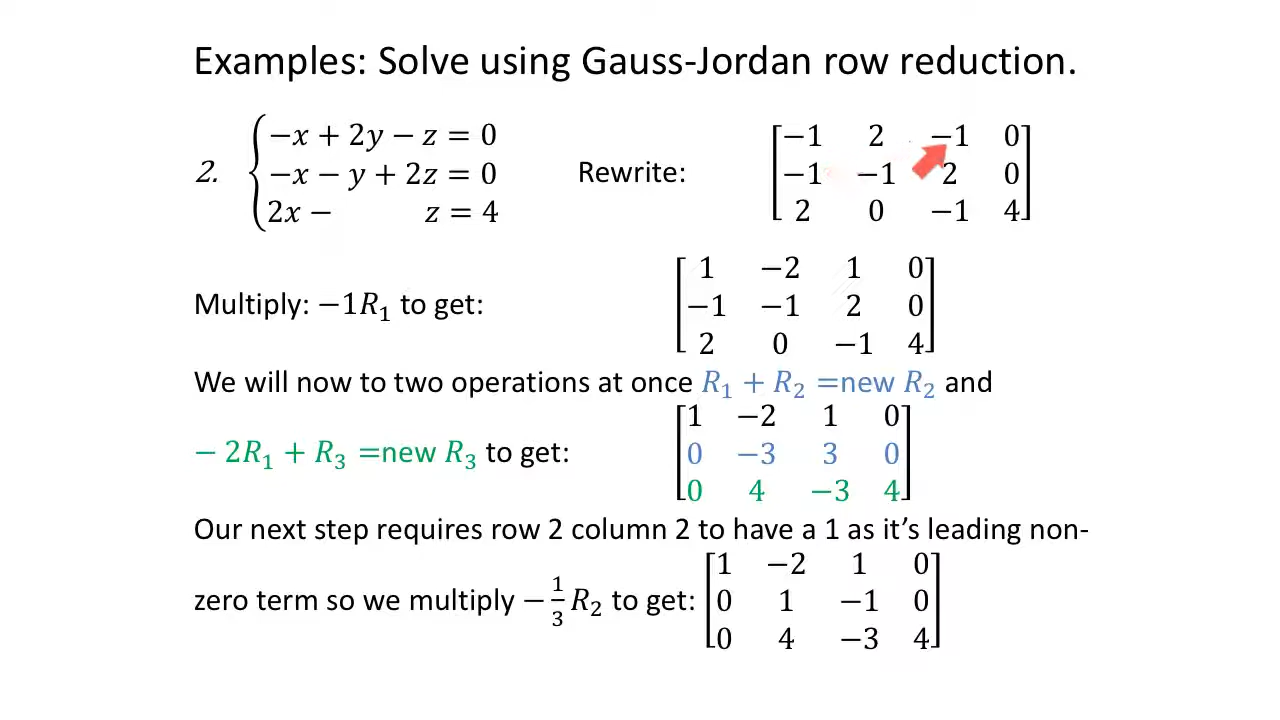 Examples: Solve using Gauss-Jordan row reduction.
−x + 2y − z = 0
2. −x − y + 2z = 0 Rewrite:
2x − z = 4
−1 2 −1 0
−1 −1 2 0
2 0 −1 4
Multiply: −1R₁ to get:
1 −2 1 0
−1 −1 2 0
2 0 −1 4
We will now to two operations at once R₁ + R₂ =new R₂ and
− 2R₁ + R₃ =new R₃ to get:
1 −2 1 0
0 −3 3 0
0 4 −3 4
Our next step requires row 2 column 2 to have a 1 as it’s leading non-
zero term so we multiply −1/3 R₂ to get:
1 −2 1 0
0 1 −1 0
0 4 −3 4